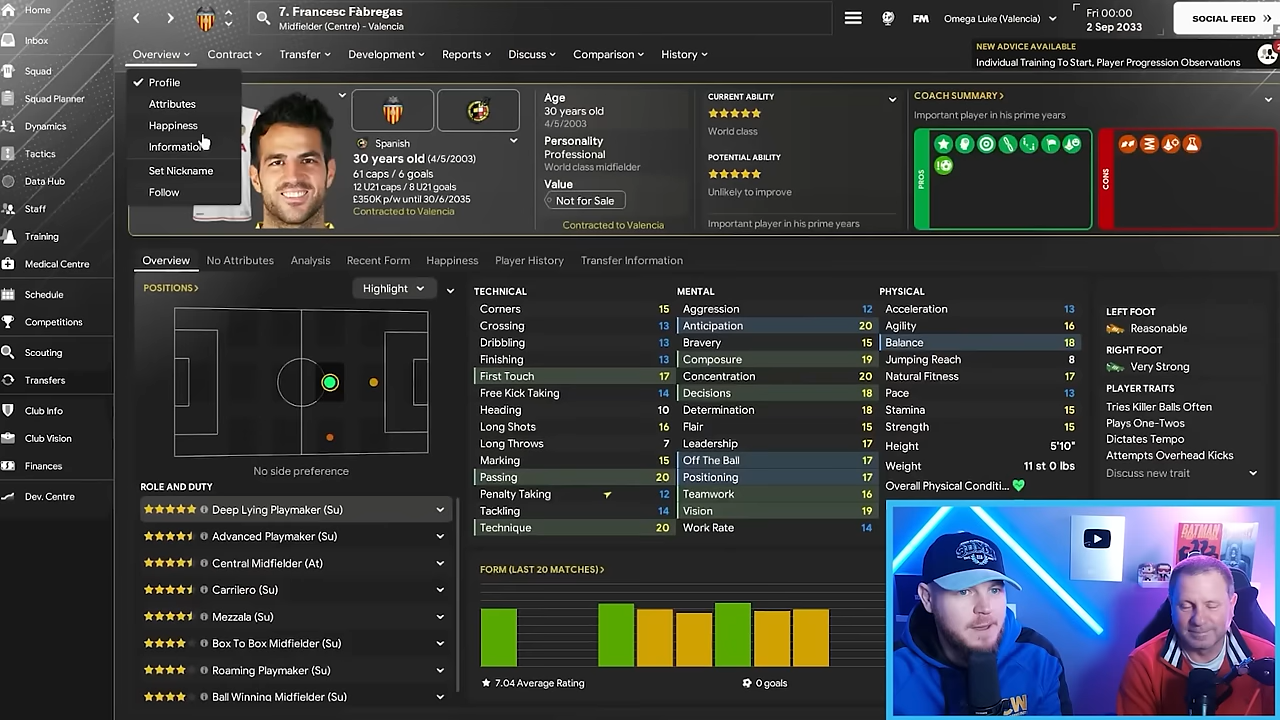 Home
Inbox
Squad
Squad Planner
Dynamics
Tactics
Data Hub
Staff
Training
Medical Centre
Schedule
Competitions
Scouting
Transfers
Club Info
Club Vision
Finances
Dev. Centre
7. Francesc Fàbregas
Midfielder (Centre) - Valencia
FM
Omega Luke (Valencia)
Fri 00:00
2 Sep 2033
SOCIAL FEED
Overview
Contract
Transfer
Development
Reports
Discuss
Comparison
History
NEW ADVICE AVAILABLE
Individual Training To Start, Player Progression Observations
Profile
Attributes
Happiness
Information
Set Nickname
Follow
Spanish
30 years old (4/5/2003)
61 caps / 6 goals
12 U21 caps / 8 U21 goals
£350K p/w until 30/6/2035
Contracted to Valencia
Age
30 years old
4/5/2003
Personality
Professional
World class midfielder
Value
Not for Sale
Contracted to Valencia
CURRENT ABILITY
World class
POTENTIAL ABILITY
Unlikely to improve
Important player in his prime years
COACH SUMMARY
Important player in his prime years
PROS
CONS
Overview
No Attributes
Analysis
Recent Form
Happiness
Player History
Transfer Information
POSITIONS
Highlight
No side preference
ROLE AND DUTY
Deep Lying Playmaker (Su)
Advanced Playmaker (Su)
Central Midfielder (At)
Carrilero (Su)
Mezzala (Su)
Box To Box Midfielder (Su)
Roaming Playmaker (Su)
Ball Winning Midfielder (Su)
TECHNICAL
Corners 15
Crossing 13
Dribbling 13
Finishing 13
First Touch 17
Free Kick Taking 14
Heading 10
Long Shots 16
Long Throws 7
Marking 15
Passing 20
Penalty Taking 12
Tackling 14
Technique 20
MENTAL
Aggression 12
Anticipation 20
Bravery 15
Composure 19
Concentration 20
Decisions 18
Determination 18
Flair 15
Leadership 17
Off The Ball 17
Positioning 17
Teamwork 16
Vision 19
Work Rate 14
PHYSICAL
Acceleration 13
Agility 16
Balance 18
Jumping Reach 8
Natural Fitness 17
Pace 13
Stamina 15
Strength 15
Height 5'10"
Weight 11 st 0 lbs
Overall Physical Conditi...
LEFT FOOT
Reasonable
RIGHT FOOT
Very Strong
PLAYER TRAITS
Tries Killer Balls Often
Plays One-Twos
Dictates Tempo
Attempts Overhead Kicks
Discuss new trait
FORM (LAST 20 MATCHES)
7.04 Average Rating
0 goals
BATMAN